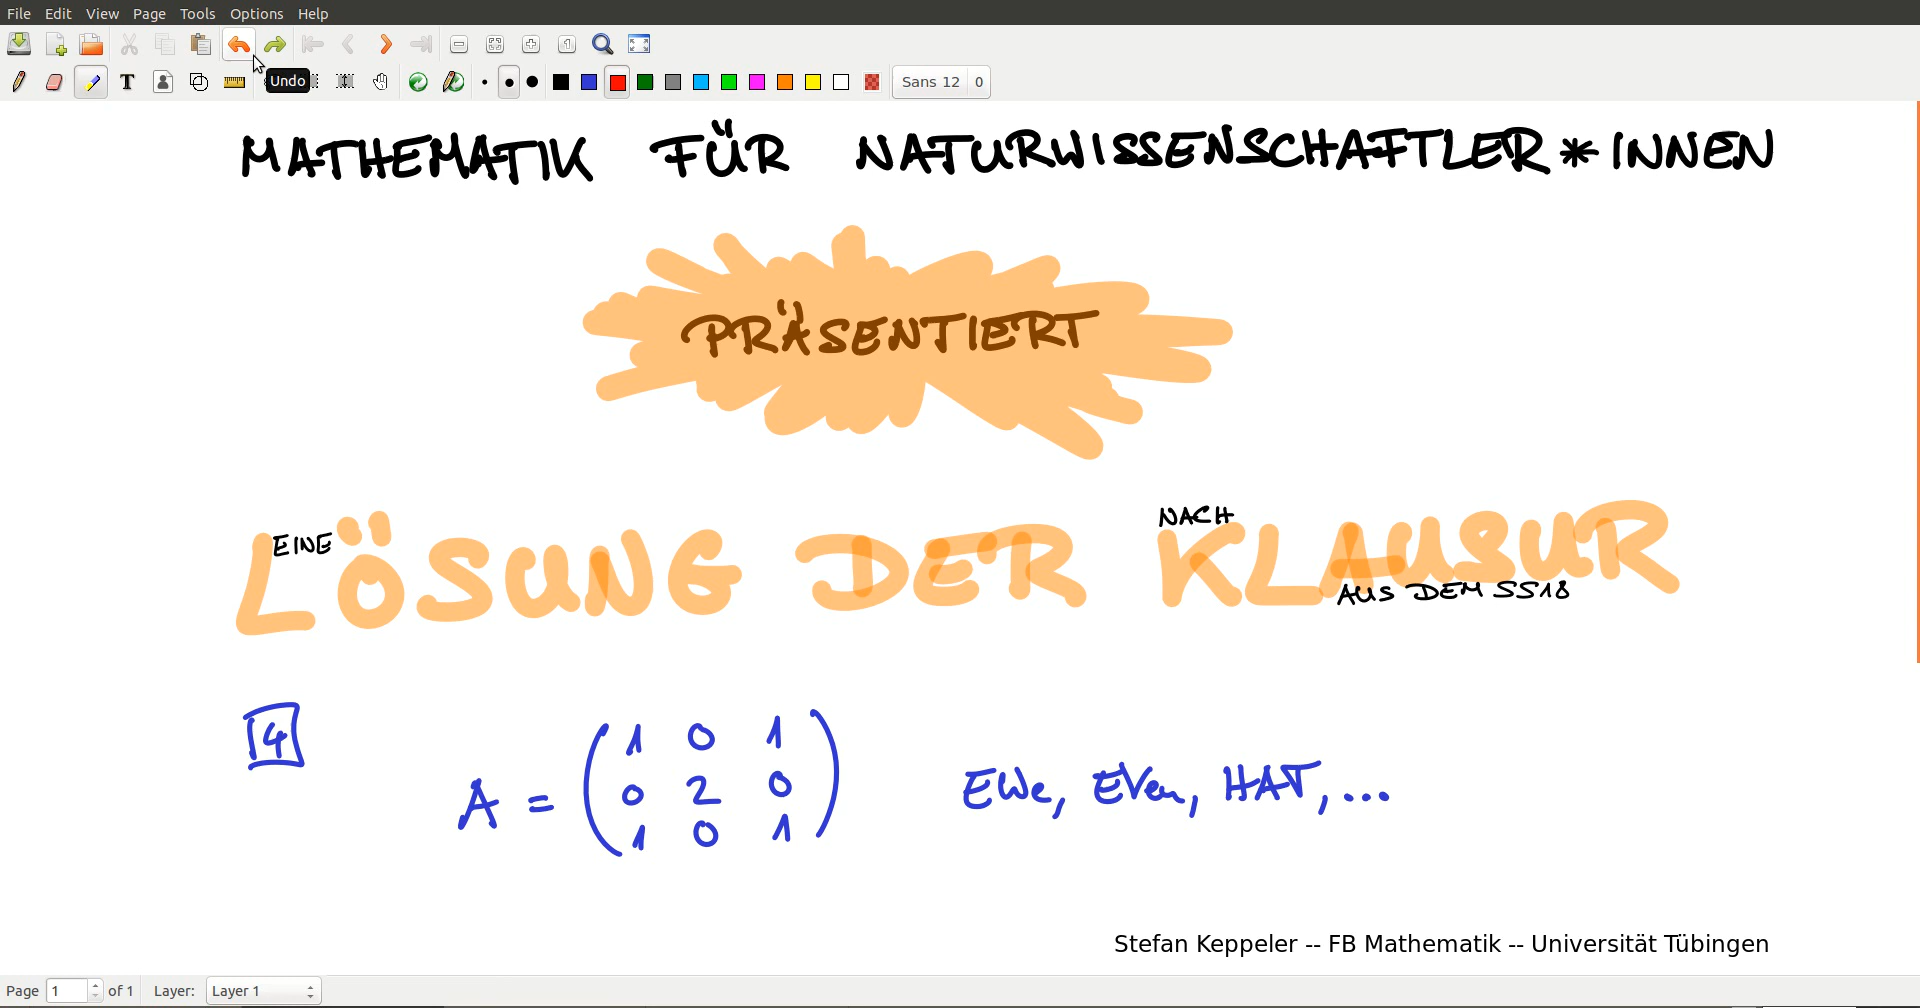 File Edit View Page Tools Options Help
Undo
Sans 12 0
MATHEMATIK FÜR NATURWISSENSCHAFTLER*INNEN
PRÄSENTIERT
EINE NACH
LÖSUNG DER KLAUSUR
AUS DEM SS18
4
A = ( 1 0 1
0 2 0
1 0 1 )
EWe, EVen, HAT, ...
Stefan Keppeler -- FB Mathematik -- Universität Tübingen
Page 1 of 1 Layer: Layer 1